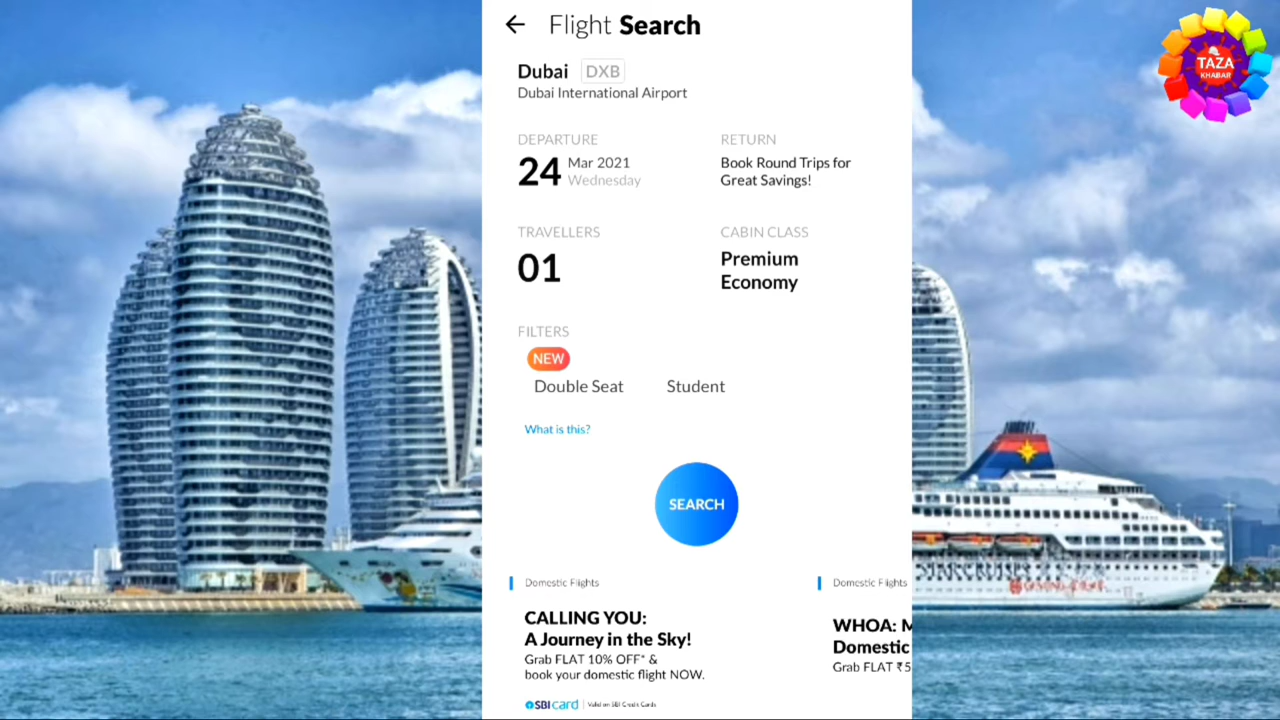 Flight Search
TAZA
KHABAR
Dubai DXB
Dubai International Airport
DEPARTURE
RETURN
24 Mar 2021
Wednesday
Book Round Trips for
Great Savings!
TRAVELLERS
CABIN CLASS
01
Premium
Economy
FILTERS
NEW
Double Seat
Student
What is this?
SEARCH
Domestic Flights
Domestic Flights
CALLING YOU:
A Journey in the Sky!
Grab FLAT 10% OFF* &
book your domestic flight NOW.
WHOA: M
Domestic
Grab FLAT ₹5
SBI card
Valid on SBI Credit Cards
STAR CRUISES